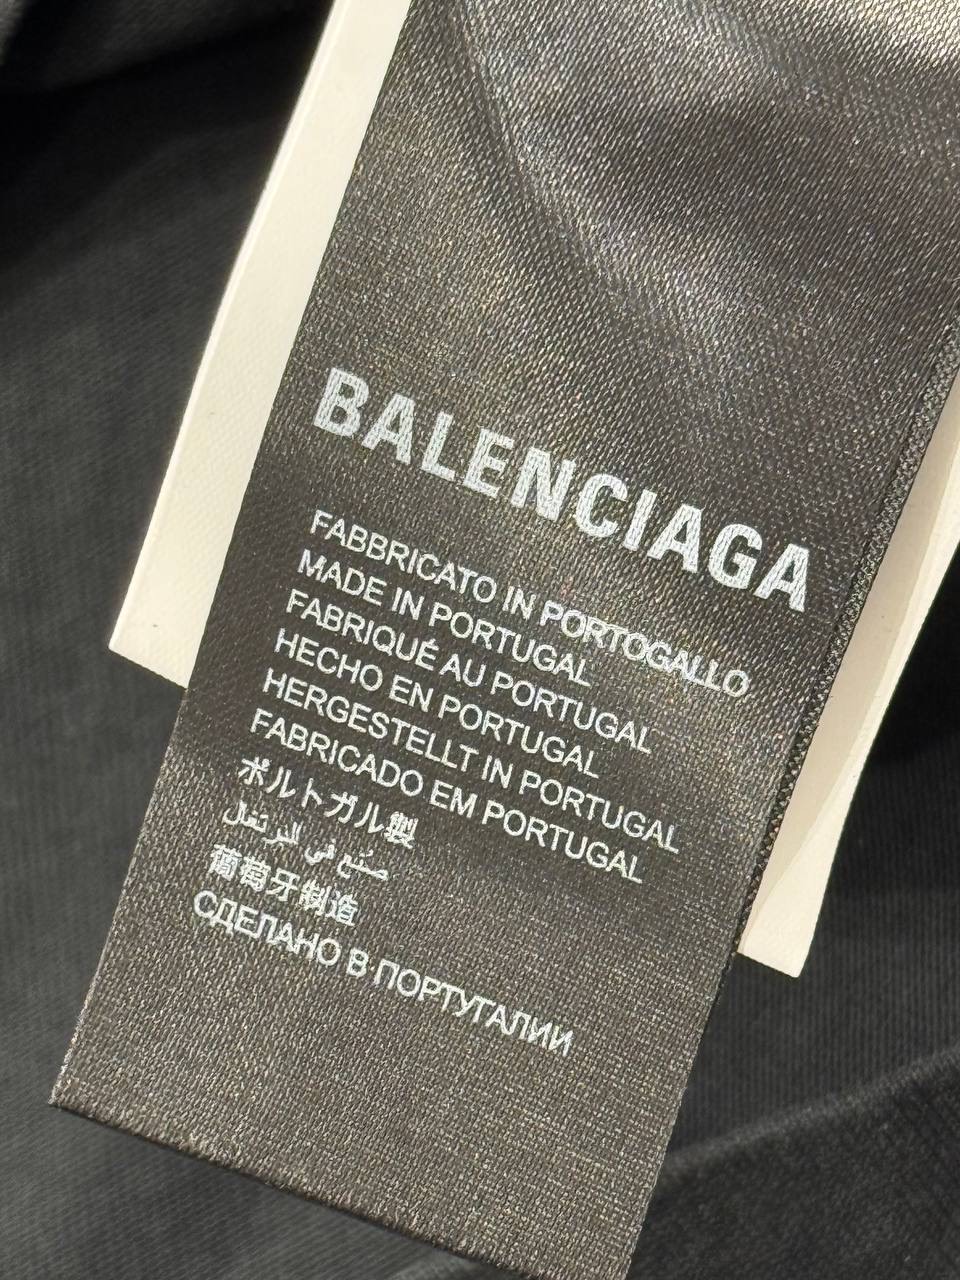 BALENCIAGA
FABBRICATO IN PORTOGALLO
MADE IN PORTUGAL
FABRIQUÉ AU PORTUGAL
HECHO EN PORTUGAL
HERGESTELLT IN PORTUGAL
FABRICADO EM PORTUGAL
ポルトガル製
صنع في البرتغال
葡萄牙制造
СДЕЛАНО В ПОРТУГАЛИИ